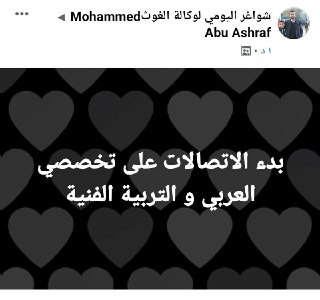 Mohammed ◀ شواغر اليومي لوكالة الغوث
Abu Ashraf
١ د
بدء الاتصالات على تخصصي
العربي و التربية الفنية